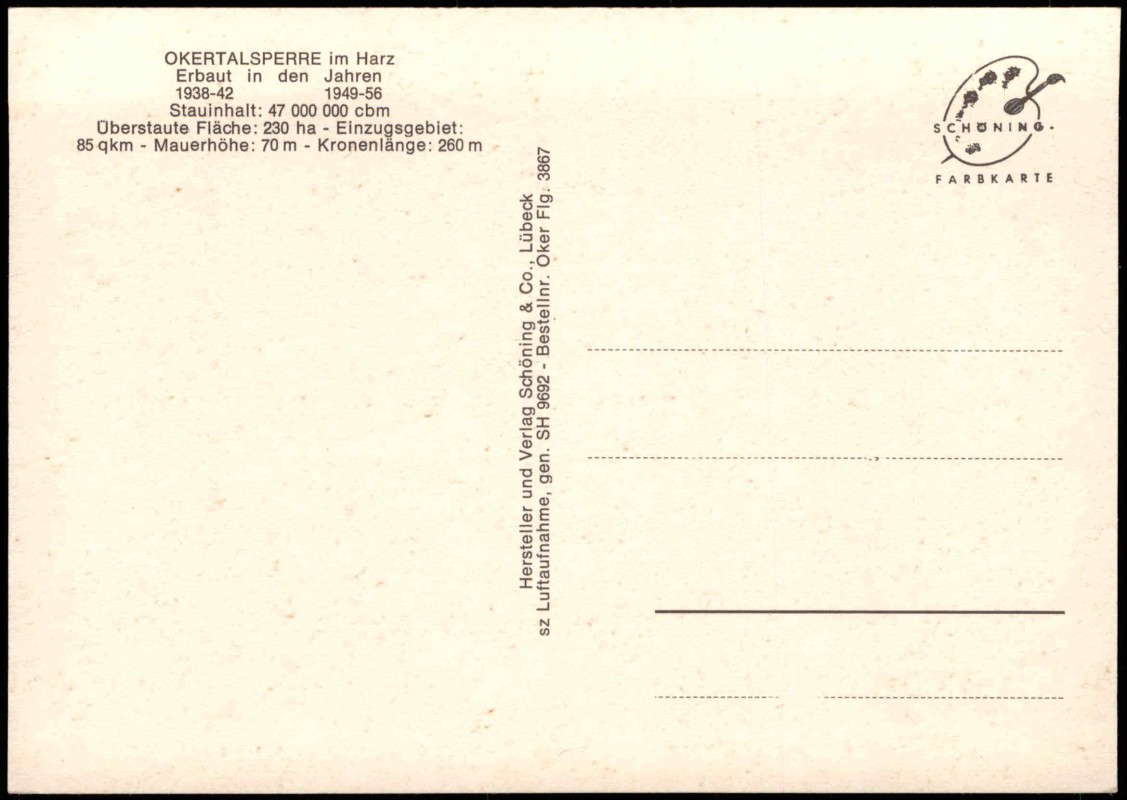 OKERTALSPERRE im Harz
Erbaut in den Jahren
1938-42 1949-56
Stauinhalt: 47 000 000 cbm
Überstaute Fläche: 230 ha - Einzugsgebiet:
85 qkm - Mauerhöhe: 70 m - Kronenlänge: 260 m
SCHÖNING-
FARBKARTE
Hersteller und Verlag Schöning & Co., Lübeck
sz Luftaufnahme, gen. SH 9692 - Bestellnr. Oker Flg. 3867